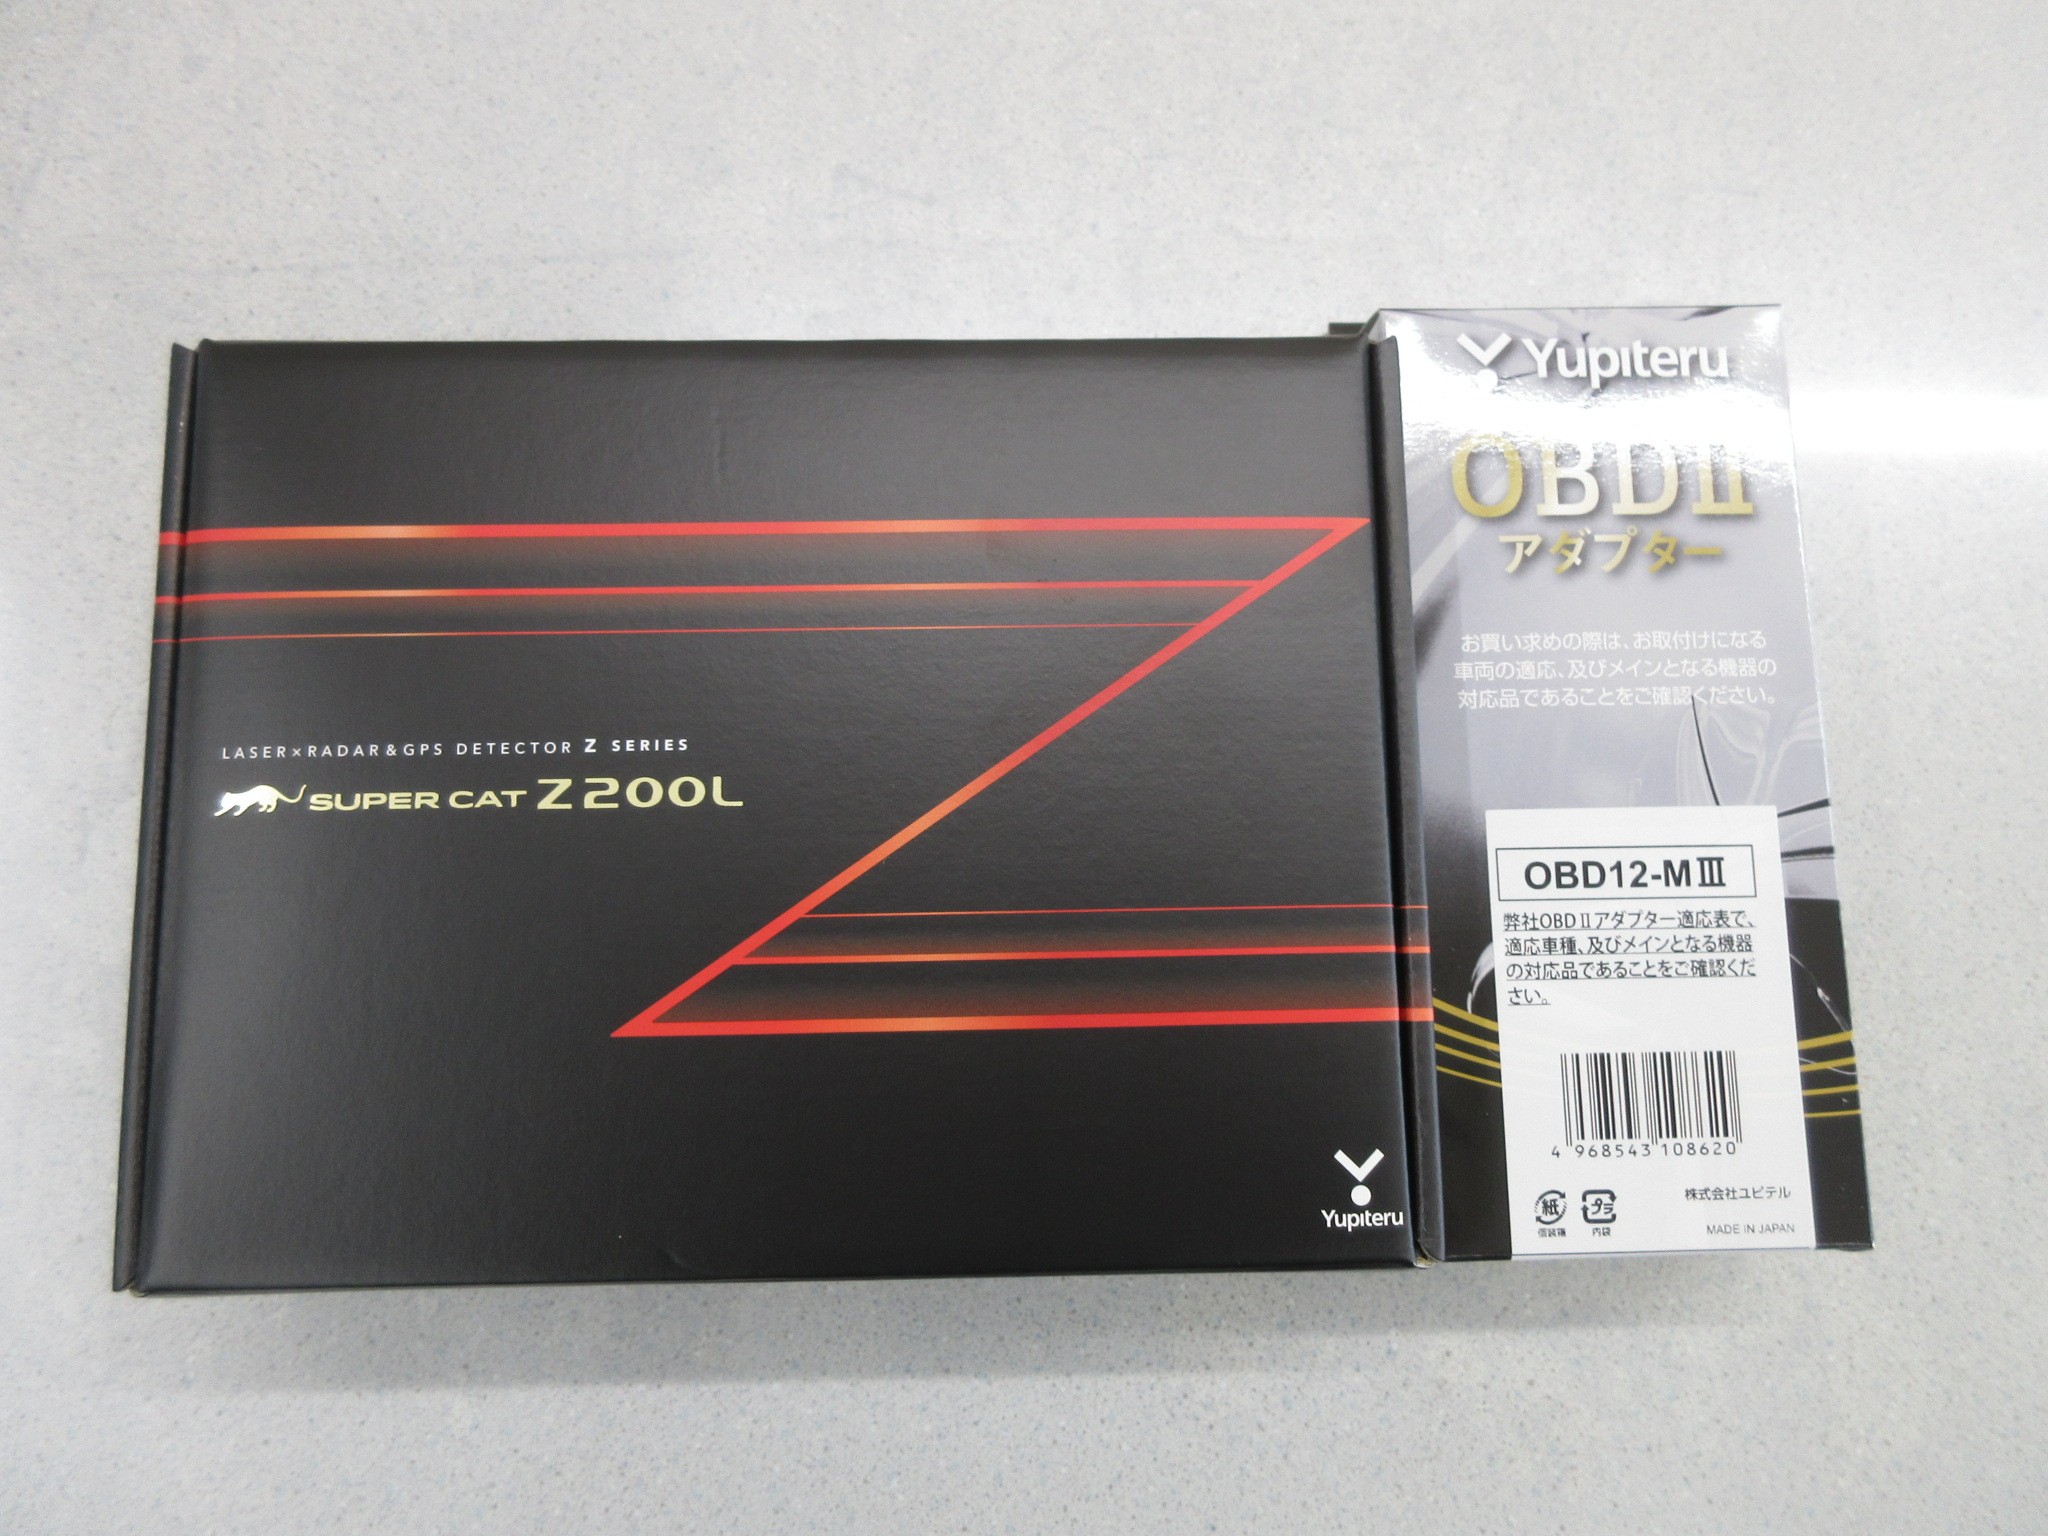 LASER×RADAR&GPS DETECTOR Z SERIES
SUPER CAT Z200L
Yupiteru
Yupiteru
OBDⅡ
アダプター
お買い求めの際は、お取付けになる
車両の適応、及びメインとなる機器の
対応品であることをご確認ください。
OBD12-MⅢ
弊社OBDⅡアダプター適応表で、
適応車種、及びメインとなる機器
の対応品であることをご確認くだ
さい。
4 968543 108620
紙
個装箱
プラ
内袋
株式会社ユピテル
MADE IN JAPAN